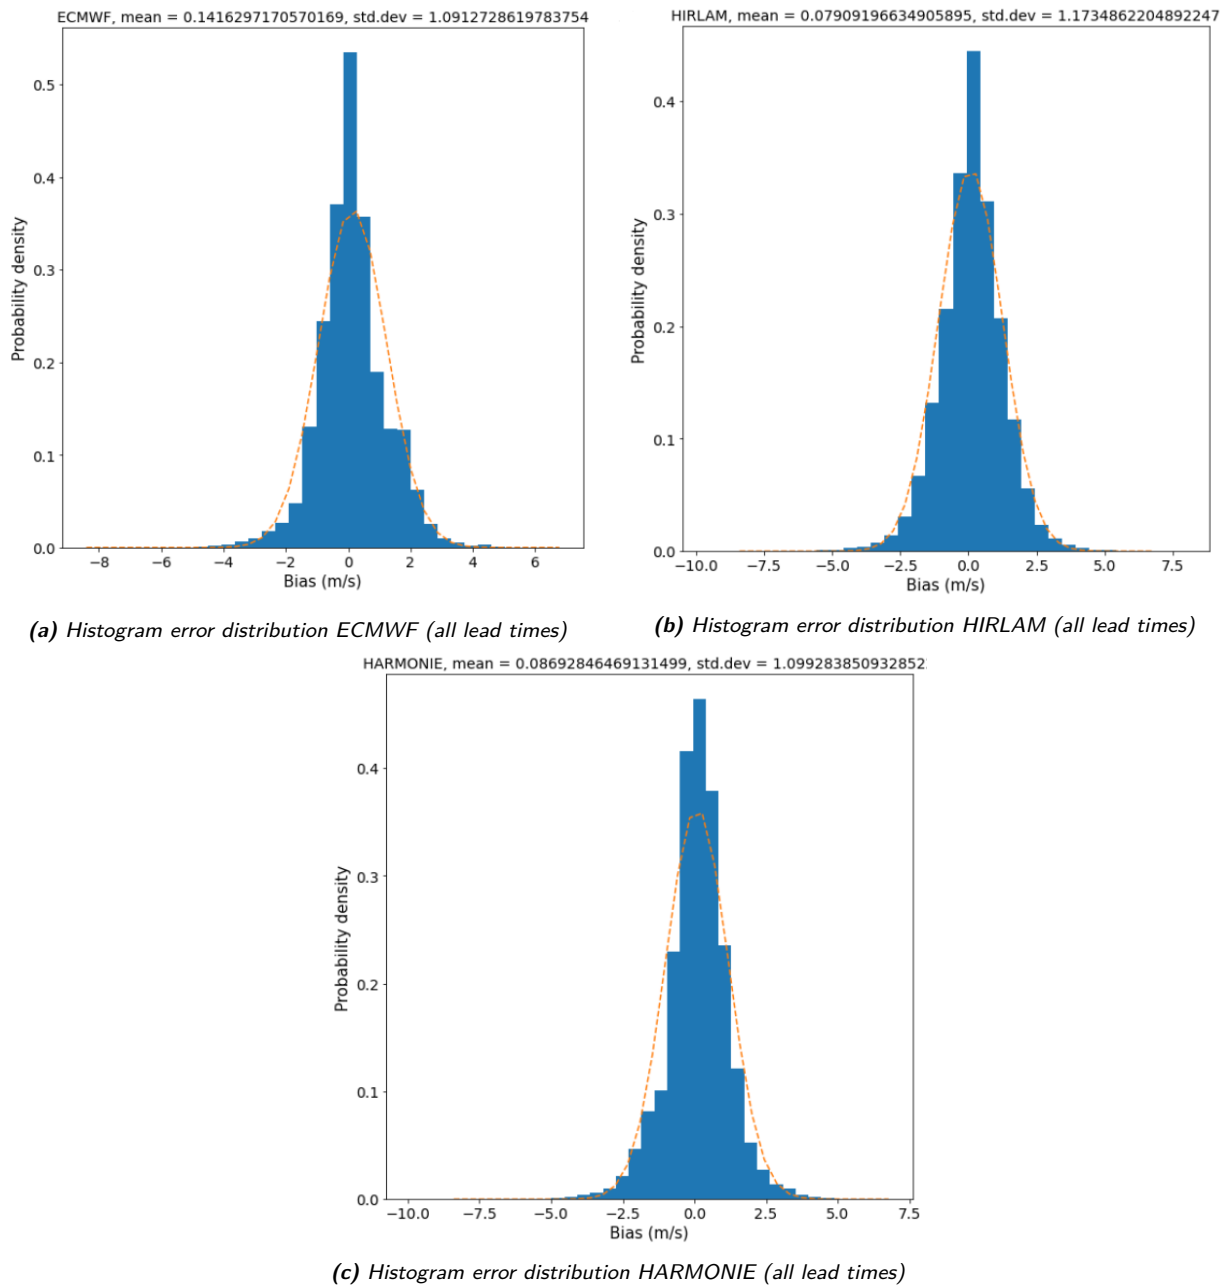 ECMWF, mean = 0.1416297170570169, std.dev = 1.0912728619783754
0.5
0.4
0.3
0.2
0.1
0.0
Probability density
−8 −6 −4 −2 0 2 4 6
Bias (m/s)
(a) Histogram error distribution ECMWF (all lead times)
HIRLAM, mean = 0.07909196634905895, std.dev = 1.1734862204892247
0.4
0.3
0.2
0.1
0.0
Probability density
−10.0 −7.5 −5.0 −2.5 0.0 2.5 5.0 7.5
Bias (m/s)
(b) Histogram error distribution HIRLAM (all lead times)
HARMONIE, mean = 0.08692846469131499, std.dev = 1.099283850932852
0.4
0.3
0.2
0.1
0.0
Probability density
−10.0 −7.5 −5.0 −2.5 0.0 2.5 5.0 7.5
Bias (m/s)
(c) Histogram error distribution HARMONIE (all lead times)